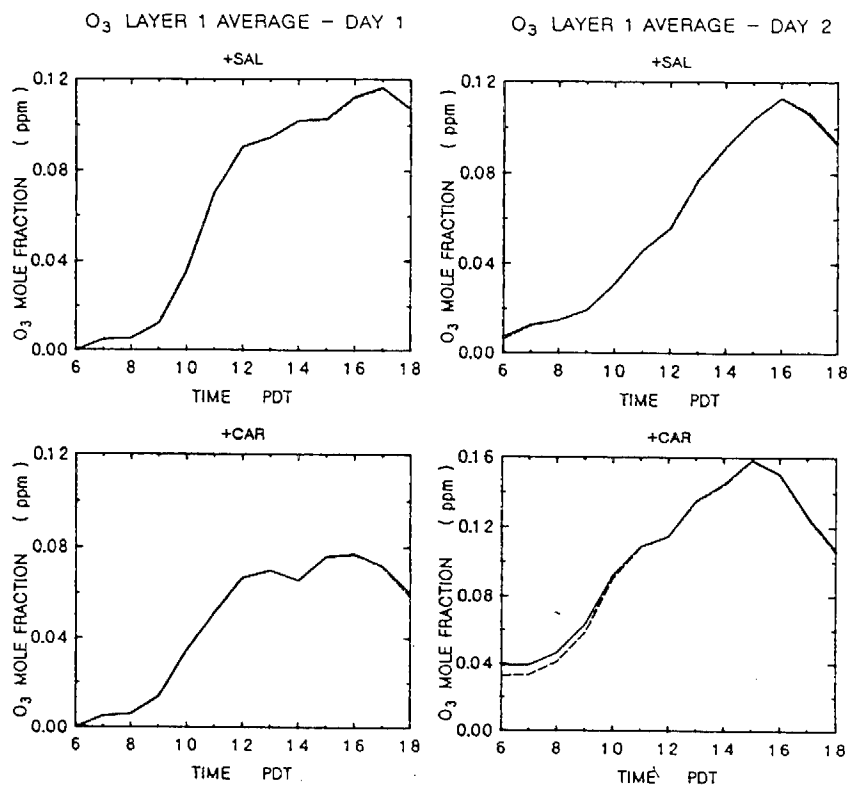 O3 LAYER 1 AVERAGE – DAY 1
+SAL
0.12
0.08
0.04
0.00
O3 MOLE FRACTION (ppm)
6 8 10 12 14 16 18
TIME PDT
O3 LAYER 1 AVERAGE – DAY 2
+SAL
0.12
0.08
0.04
0.00
O3 MOLE FRACTION (ppm)
6 8 10 12 14 16 18
TIME PDT
+CAR
0.12
0.08
0.04
0.00
O3 MOLE FRACTION (ppm)
6 8 10 12 14 16 18
TIME PDT
+CAR
0.16
0.12
0.08
0.04
0.00
O3 MOLE FRACTION (ppm)
6 8 10 12 14 16 18
TIME PDT